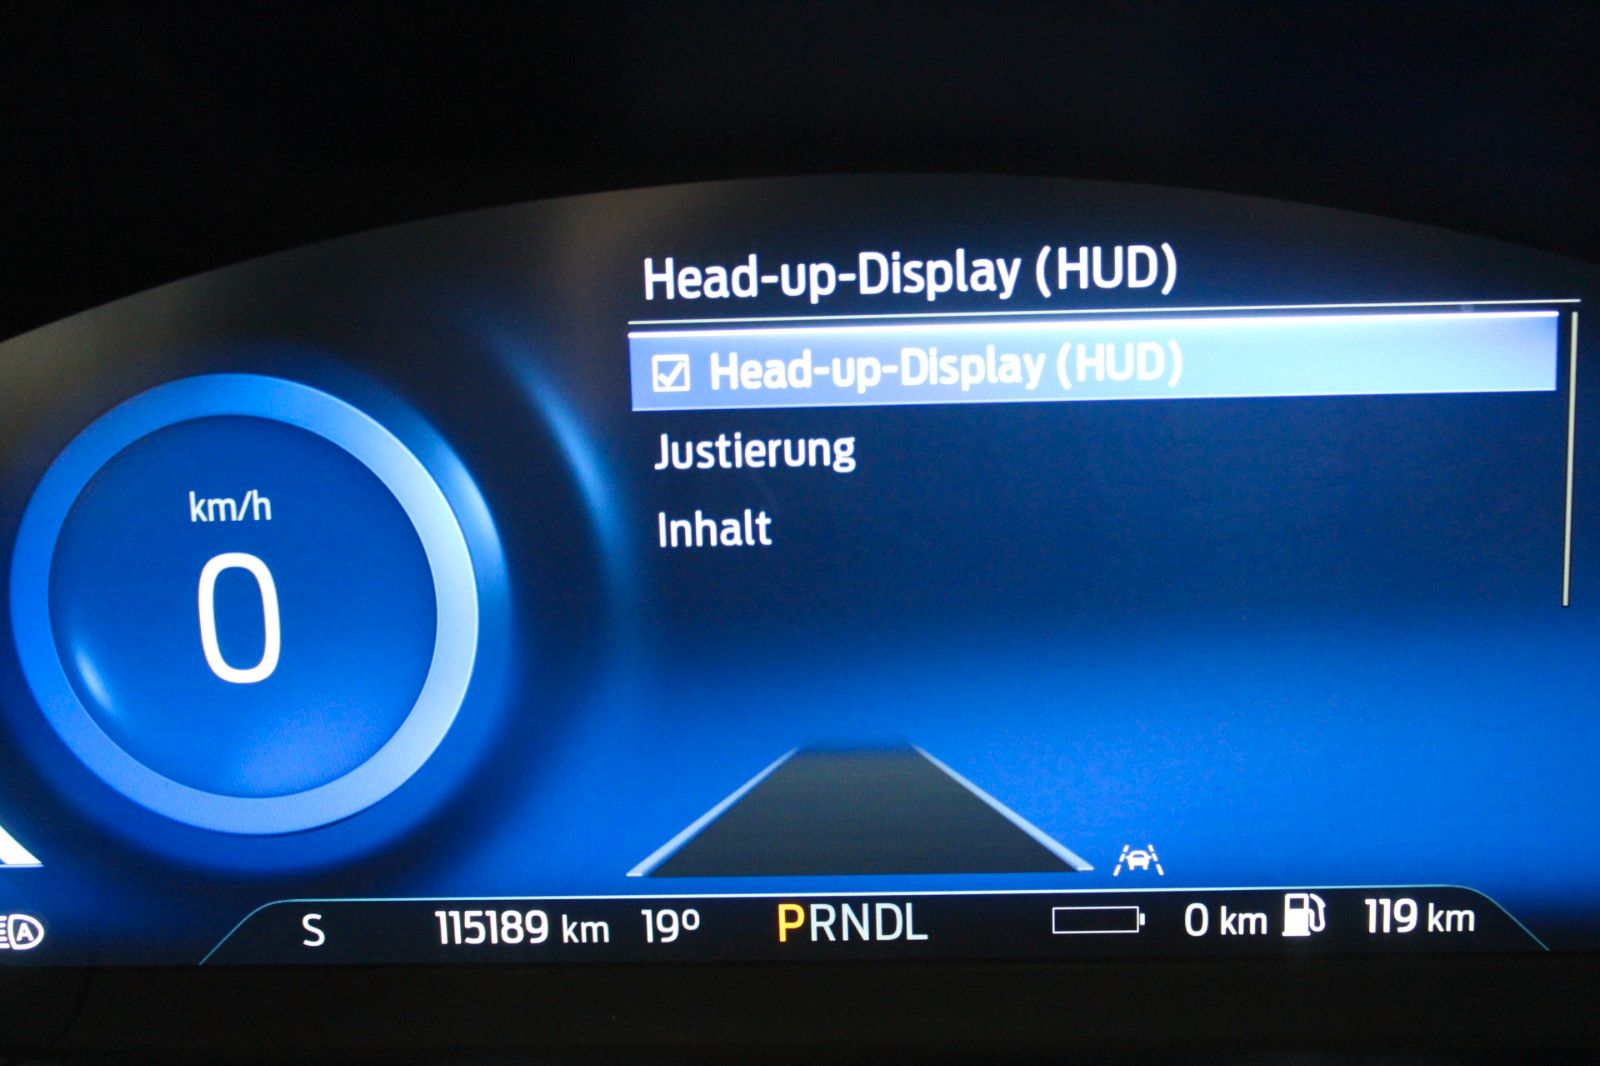 Head-up-Display (HUD)
Head-up-Display (HUD)
Justierung
Inhalt
km/h
0
S 115189 km 19º PRNDL 0 km 119 km
A